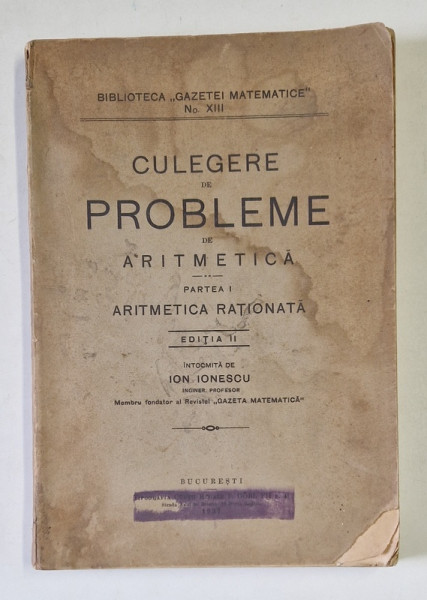 BIBLIOTECA „GAZETEI MATEMATICE"
No. XIII
CULEGERE
DE
PROBLEME
DE
ARITMETICĂ
PARTEA I
ARITMETICA RAȚIONATĂ
EDIȚIA II
ÎNTOCMITĂ DE
ION IONESCU
INGINER, PROFESOR
Membru fondator al Revistei „GAZETA MATEMATICĂ"
BUCUREȘTI